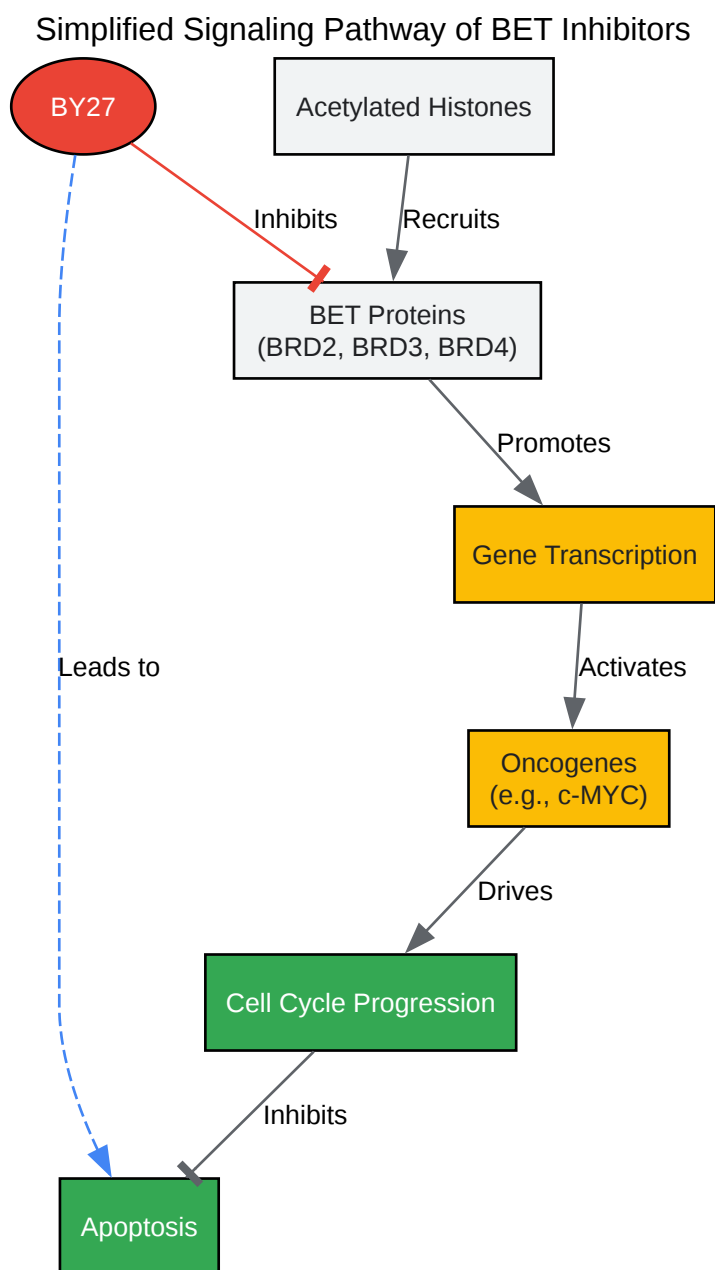 Simplified Signaling Pathway of BET Inhibitors
BY27
Acetylated Histones
Inhibits
Recruits
BET Proteins
(BRD2, BRD3, BRD4)
Promotes
Gene Transcription
Leads to
Activates
Oncogenes
(e.g., c-MYC)
Drives
Cell Cycle Progression
Inhibits
Apoptosis